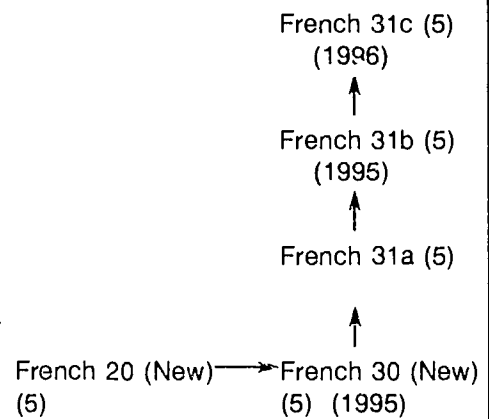 French 31c (5)
(1996)
French 31b (5)
(1995)
French 31a (5)
French 20 (New)
(5)
French 30 (New)
(5) (1995)